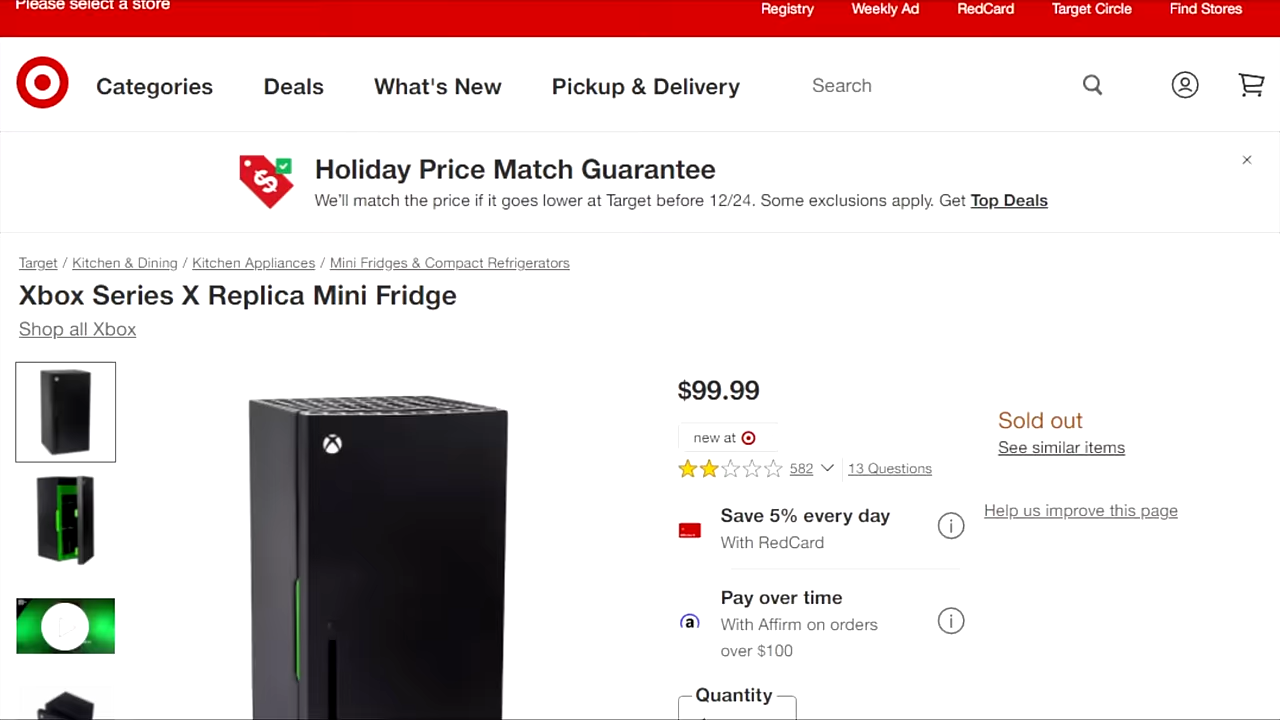 Please select a store
Registry
Weekly Ad
RedCard
Target Circle
Find Stores
Categories
Deals
What's New
Pickup & Delivery
Search
Holiday Price Match Guarantee
We'll match the price if it goes lower at Target before 12/24. Some exclusions apply. Get Top Deals
Target / Kitchen & Dining / Kitchen Appliances / Mini Fridges & Compact Refrigerators
Xbox Series X Replica Mini Fridge
Shop all Xbox
$99.99
new at
582
13 Questions
Sold out
See similar items
Help us improve this page
Save 5% every day
With RedCard
Pay over time
With Affirm on orders
over $100
Quantity